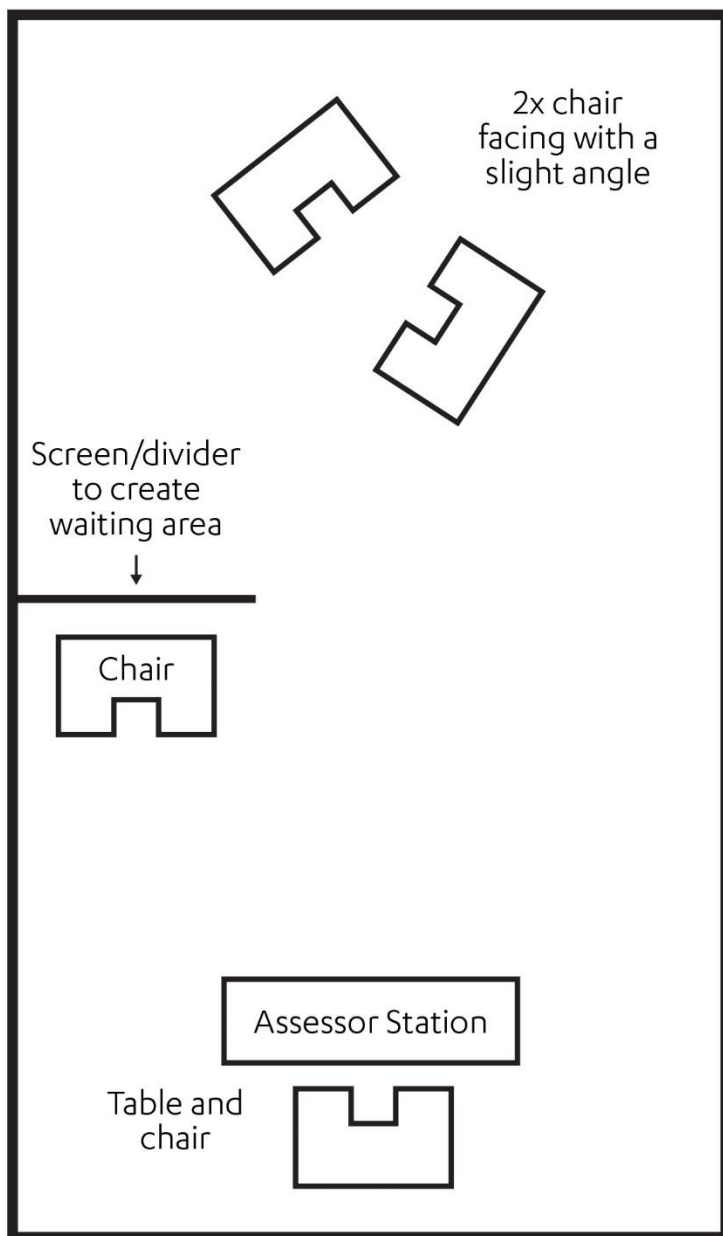 2x chair
facing with a
slight angle
Screen/divider
to create
waiting area
Chair
Assessor Station
Table and
chair